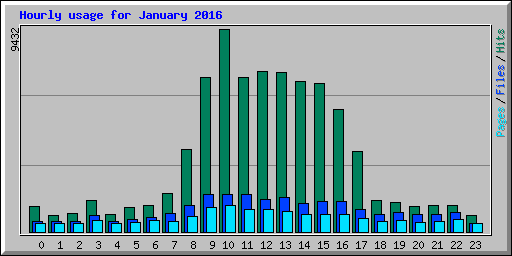 Hourly usage for January 2016
9432
Pages/Files/Hits
0 1 2 3 4 5 6 7 8 9 10 11 12 13 14 15 16 17 18 19 20 21 22 23